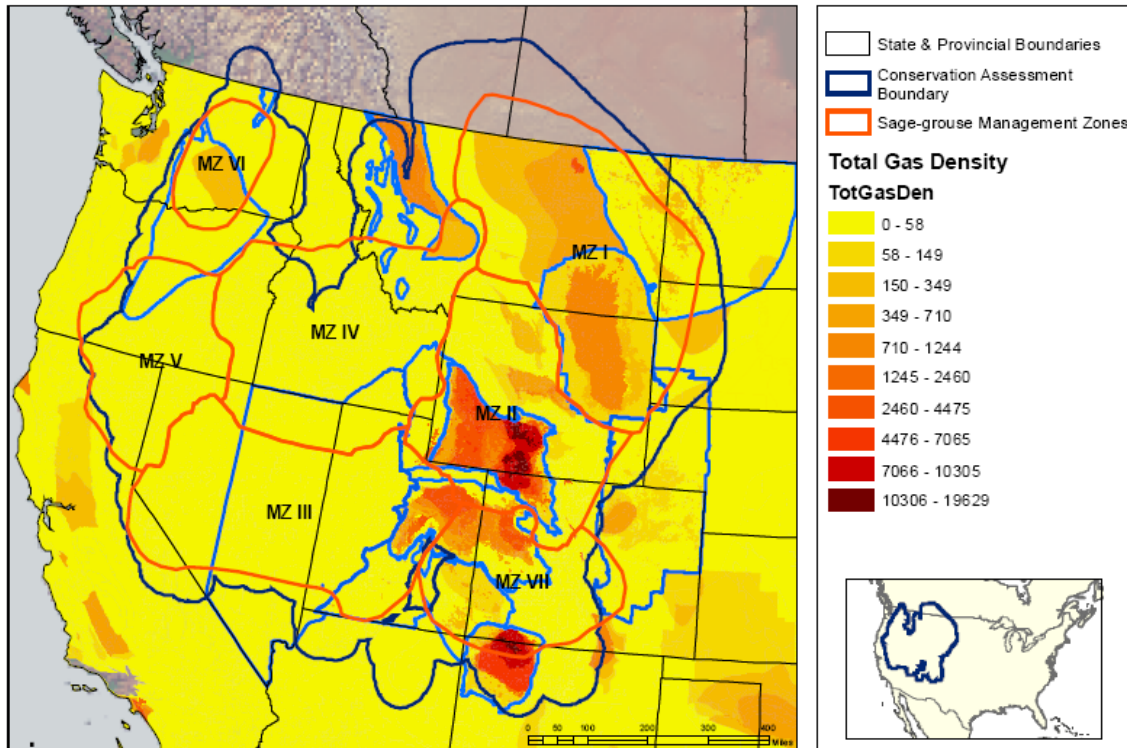 MZ VI
MZ I
MZ IV
MZ V
MZ II
MZ III
MZ VII
0 50 100 200 300 400
Miles
State & Provincial Boundaries
Conservation Assessment
Boundary
Sage-grouse Management Zones
Total Gas Density
TotGasDen
0 - 58
58 - 149
150 - 349
349 - 710
710 - 1244
1245 - 2460
2460 - 4475
4476 - 7065
7066 - 10305
10306 - 19629